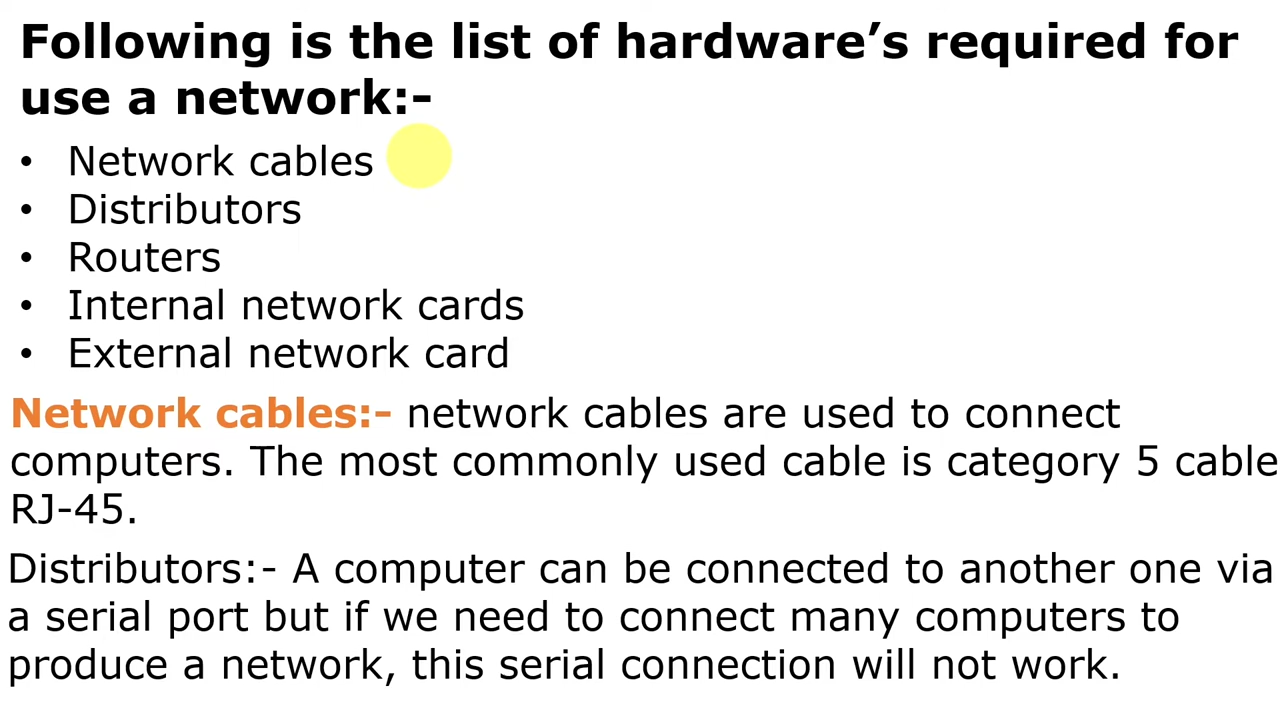 Following is the list of hardware’s required for
use a network:-
• Network cables
• Distributors
• Routers
• Internal network cards
• External network card
Network cables:- network cables are used to connect
computers. The most commonly used cable is category 5 cable
RJ-45.
Distributors:- A computer can be connected to another one via
a serial port but if we need to connect many computers to
produce a network, this serial connection will not work.